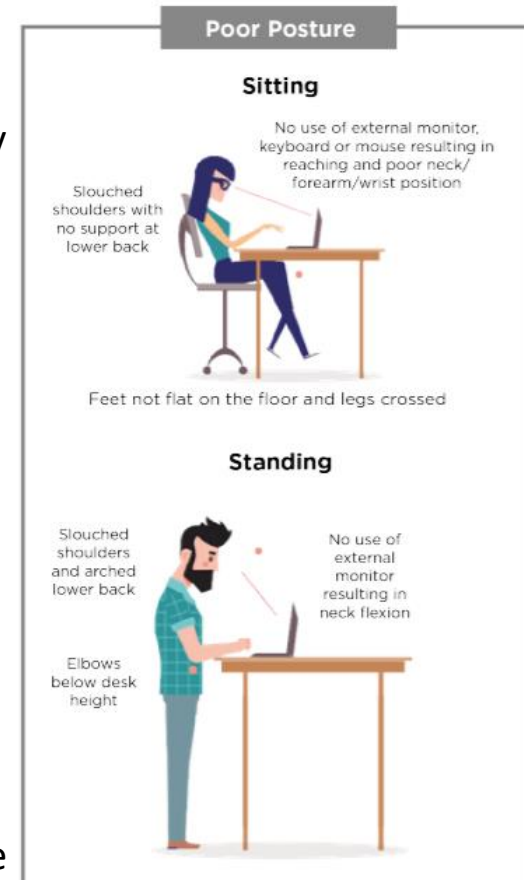 Poor Posture
Sitting
No use of external monitor,
keyboard or mouse resulting in
reaching and poor neck/
forearm/wrist position
Slouched
shoulders with
no support at
lower back
Feet not flat on the floor and legs crossed
Standing
Slouched
shoulders
and arched
lower back
No use of
external
monitor
resulting in
neck flexion
Elbows
below desk
height